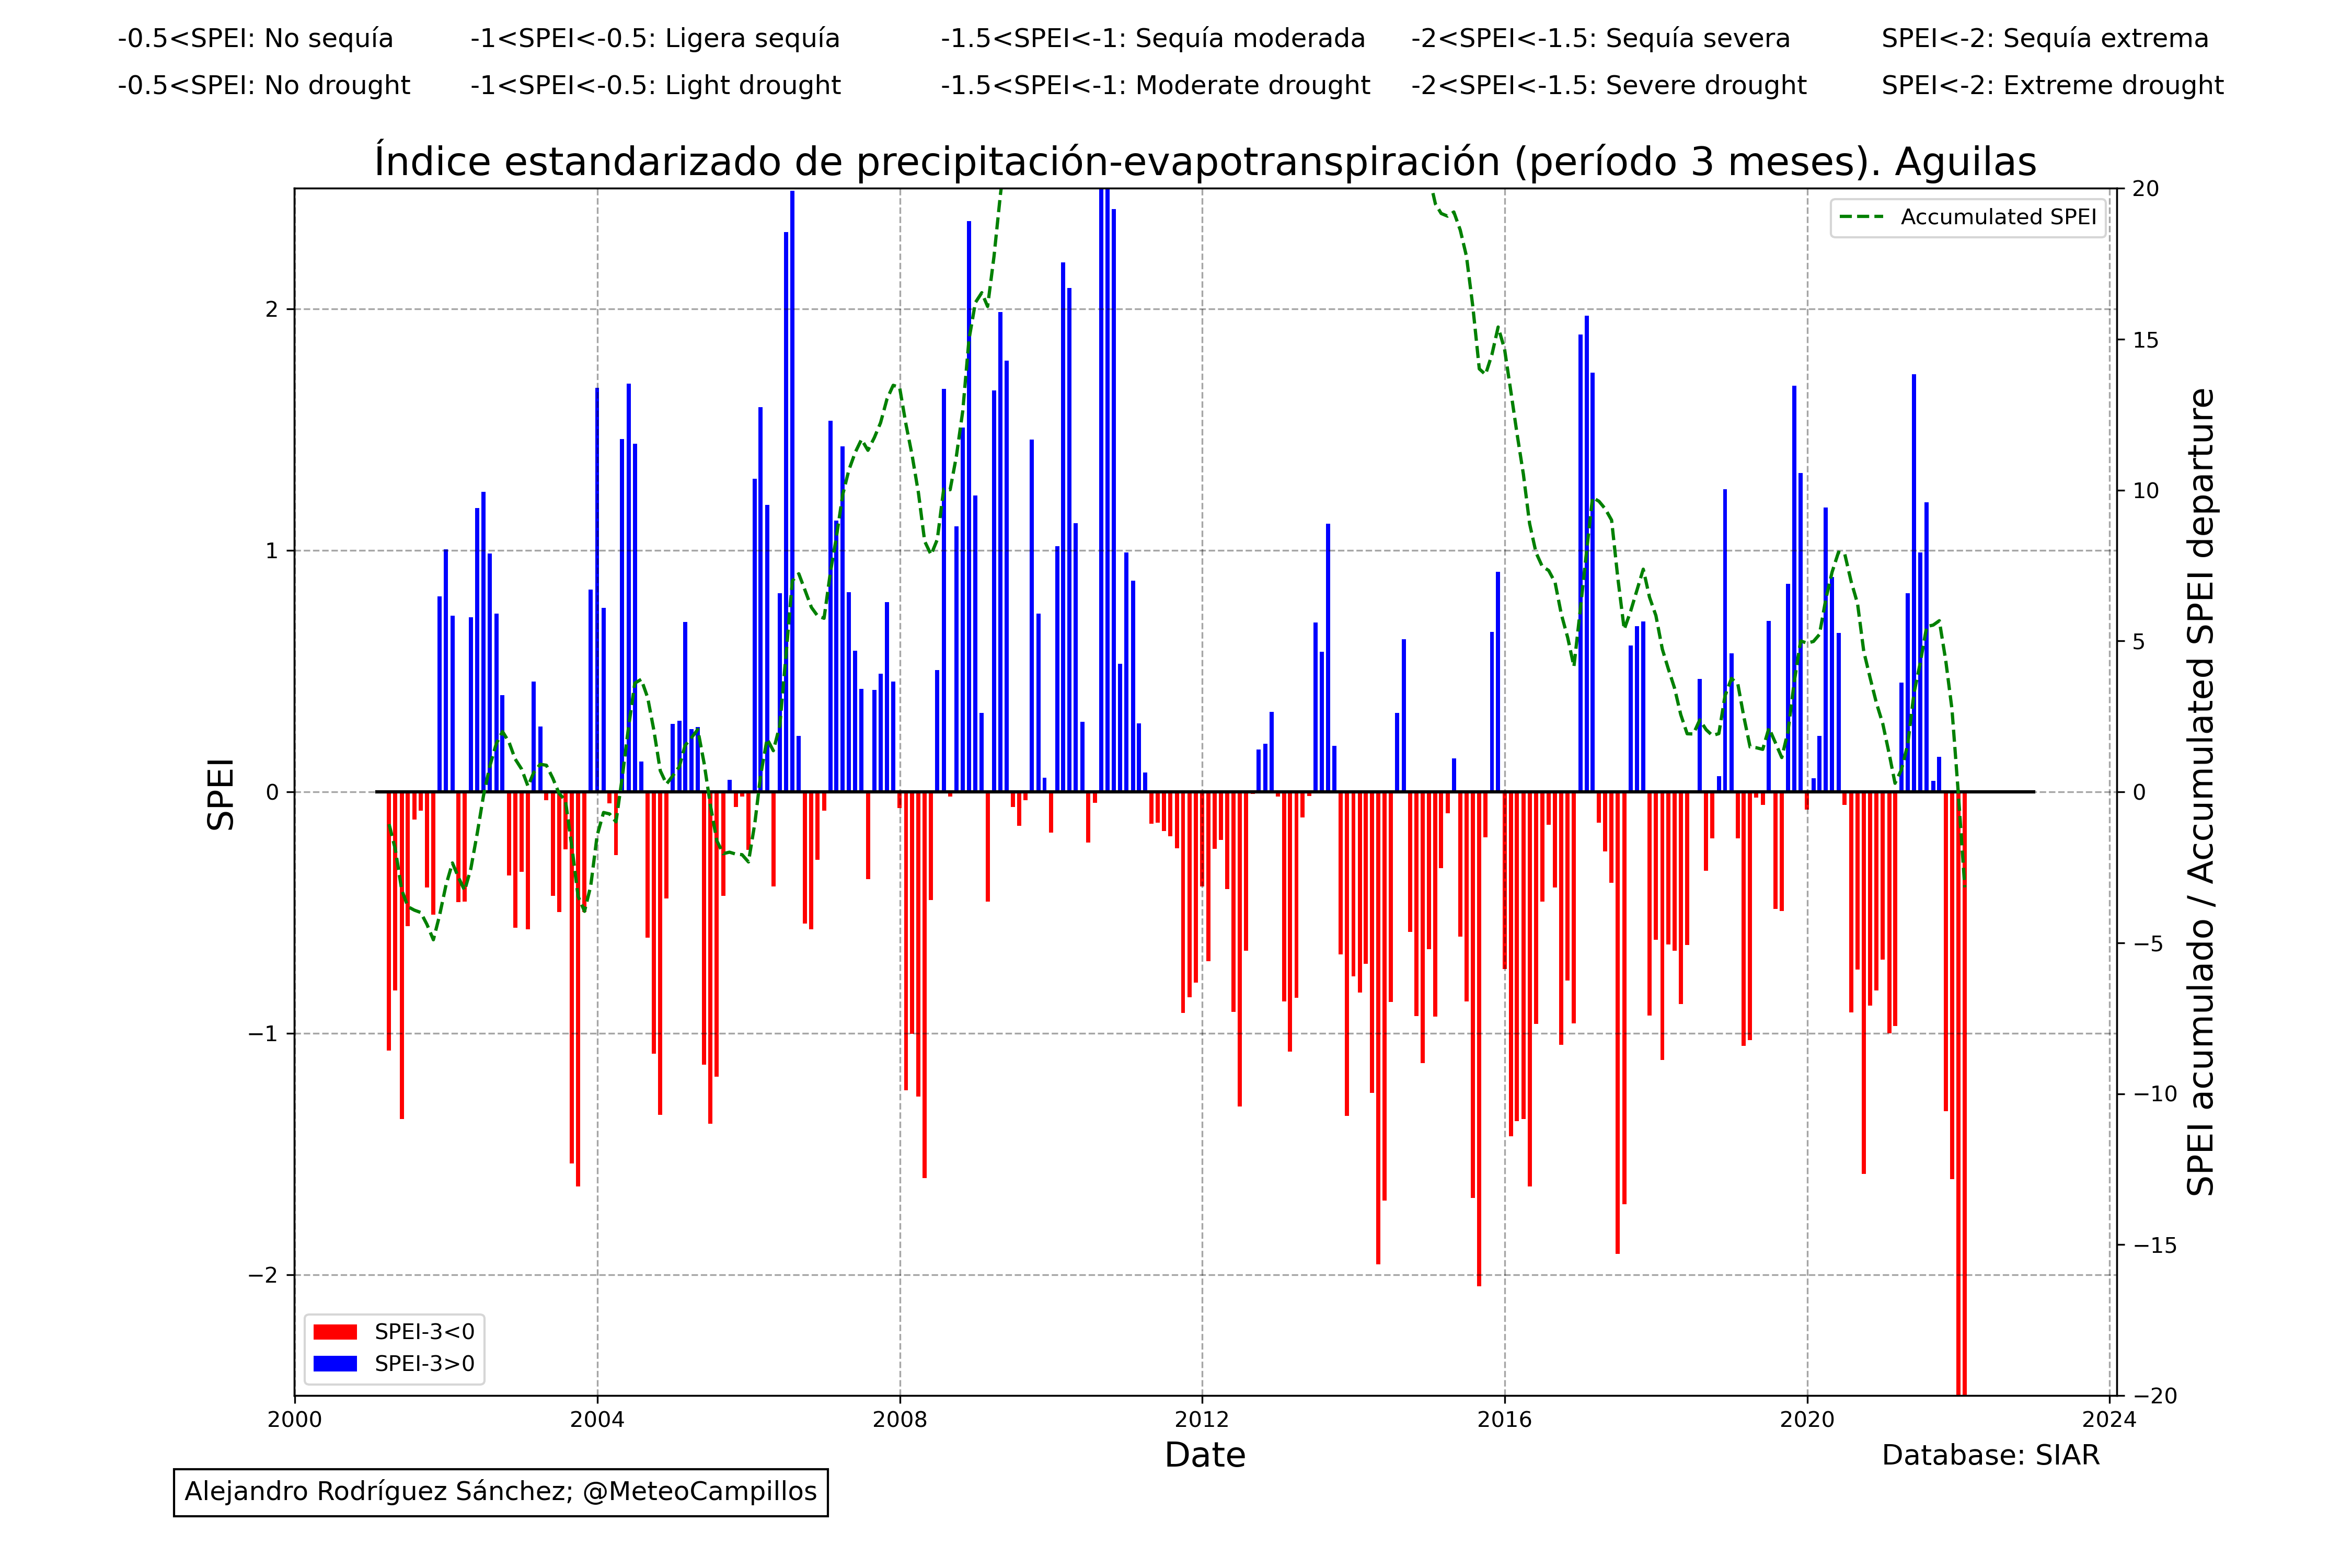 -0.5<SPEI: No sequía -1<SPEI<-0.5: Ligera sequía -1.5<SPEI<-1: Sequía moderada -2<SPEI<-1.5: Sequía severa SPEI<-2: Sequía extrema
-0.5<SPEI: No drought -1<SPEI<-0.5: Light drought -1.5<SPEI<-1: Moderate drought -2<SPEI<-1.5: Severe drought SPEI<-2: Extreme drought
Índice estandarizado de precipitación-evapotranspiración (período 3 meses). Aguilas
Accumulated SPEI
SPEI
2
1
0
−1
−2
20
15
10
5
0
−5
−10
−15
−20
SPEI acumulado / Accumulated SPEI departure
SPEI-3<0
SPEI-3>0
2000 2004 2008 2012 2016 2020 2024
Date
Database: SIAR
Alejandro Rodríguez Sánchez; @MeteoCampillos